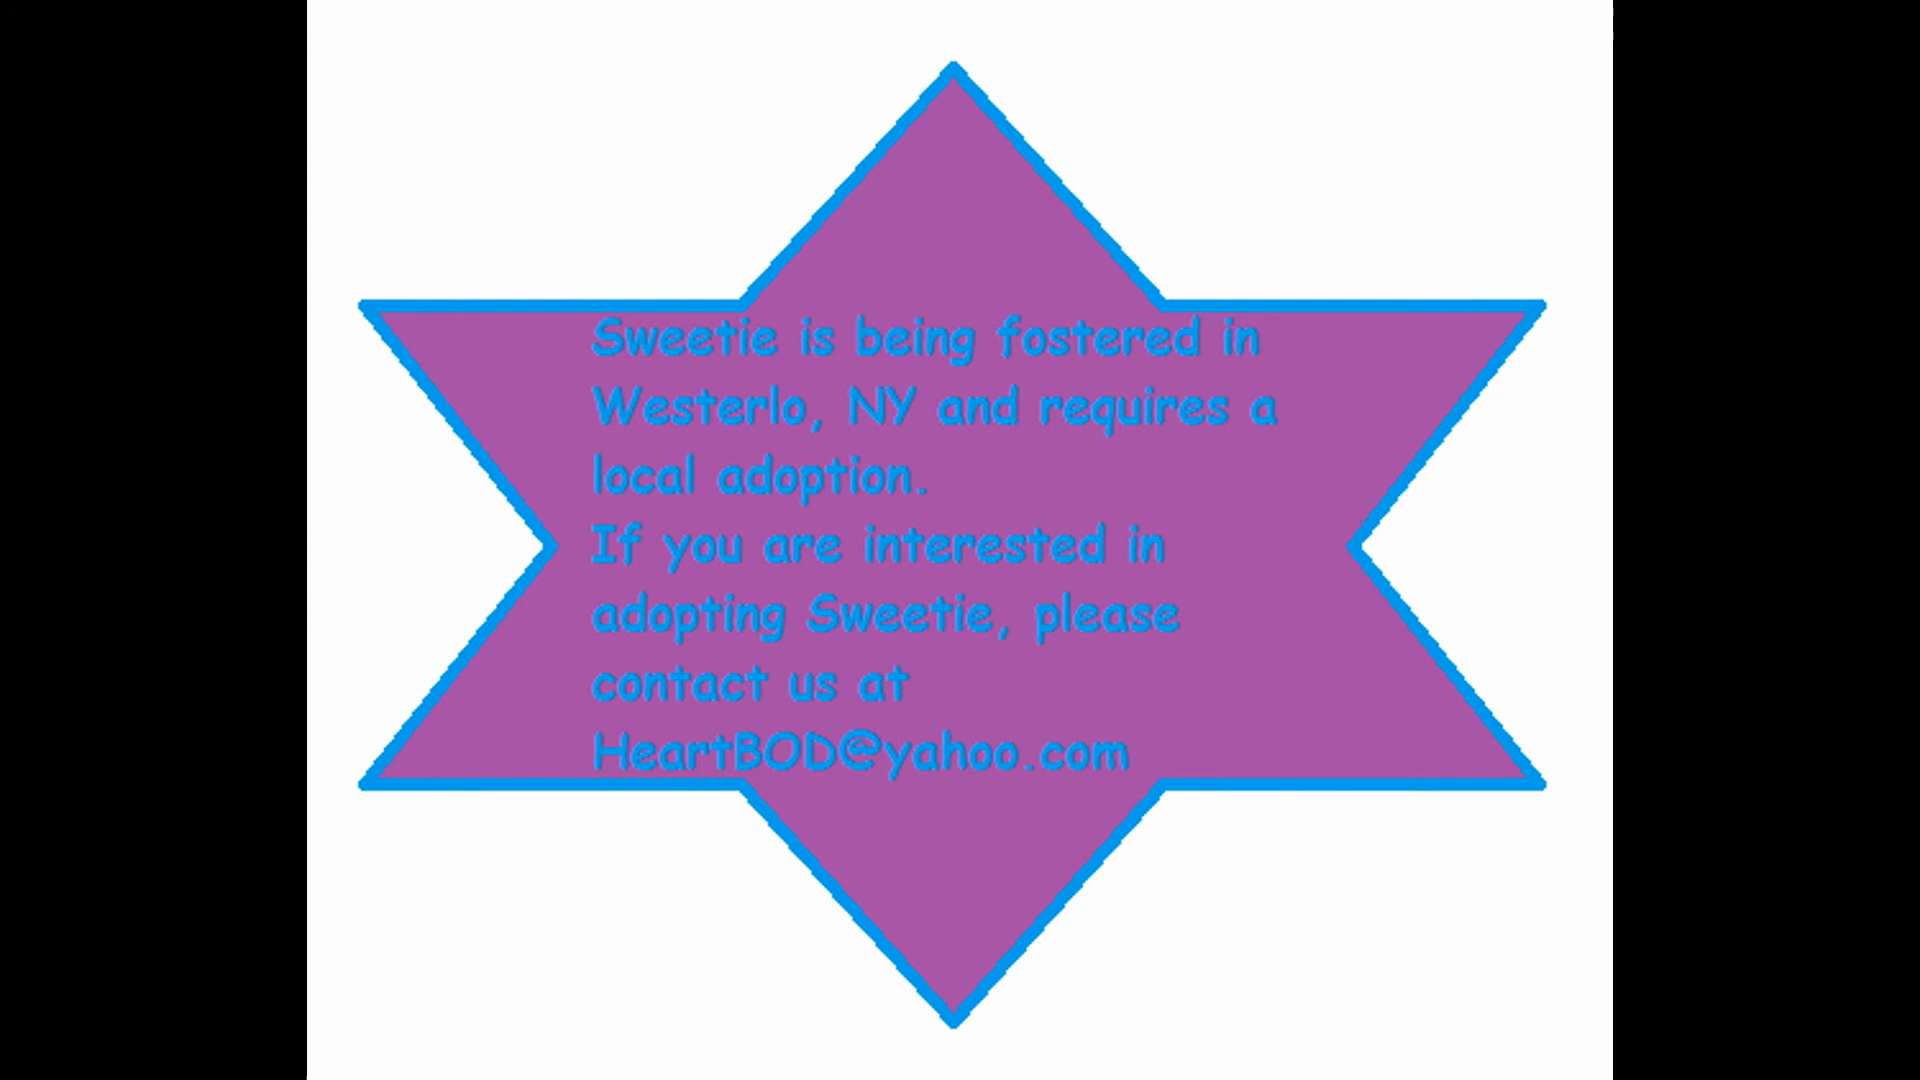 Sweetie is being fostered in
Westerlo, NY and requires a
local adoption.
If you are interested in
adopting Sweetie, please
contact us at
HeartBOD@yahoo.com